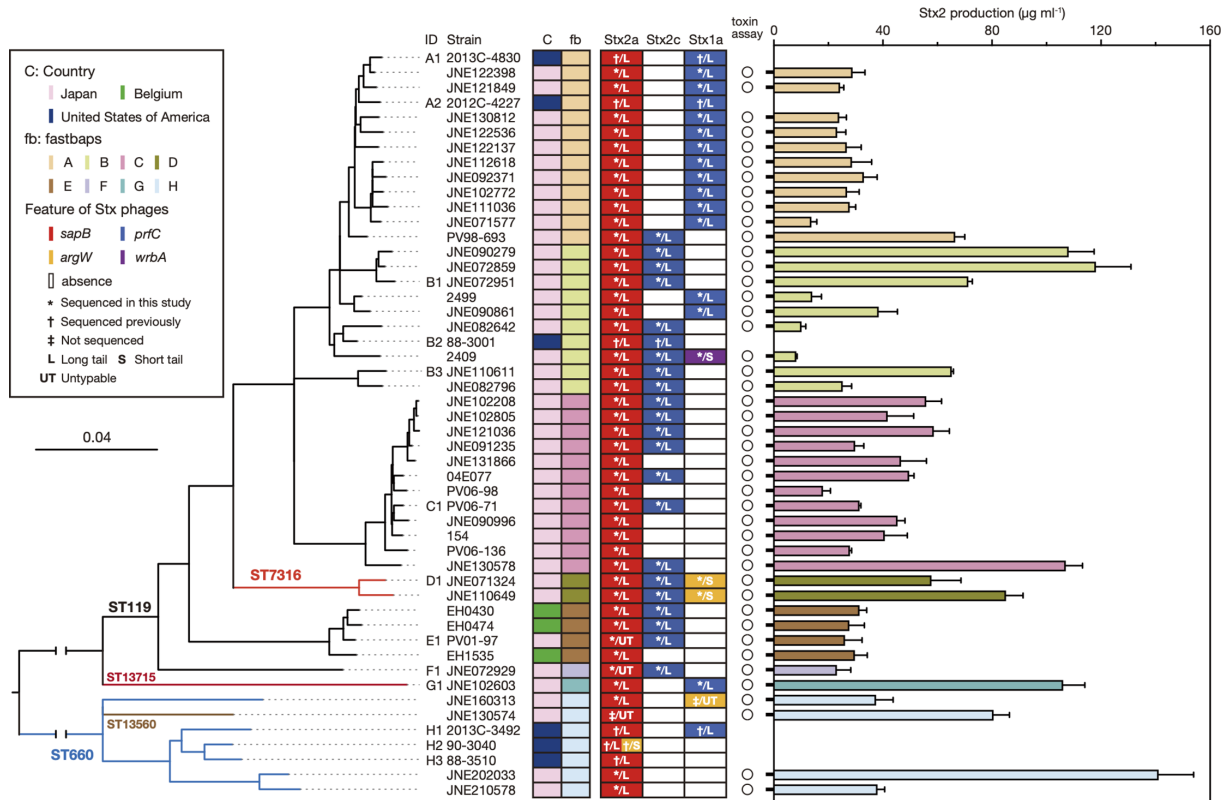 Stx2 production (µg ml⁻¹)
toxin assay 0 40 80 120 160
ID Strain C fb Stx2a Stx2c Stx1a
C: Country
Japan Belgium
United States of America
fb: fastbaps
A B C D
E F G H
Feature of Stx phages
sapB prfC
argW wrbA
absence
* Sequenced in this study
† Sequenced previously
‡ Not sequenced
L Long tail S Short tail
UT Untypable
0.04
ST7316
ST119
ST13715
ST13560
ST660
A1 2013C-4830 †/L †/L
JNE122398 */L */L
JNE121849 */L */L
A2 2012C-4227 †/L †/L
JNE130812 */L */L
JNE122536 */L */L
JNE122137 */L */L
JNE112618 */L */L
JNE092371 */L */L
JNE102772 */L */L
JNE111036 */L */L
JNE071577 */L */L
PV98-693 */L */L
JNE090279 */L */L
JNE072859 */L */L
B1 JNE072951 */L */L
2499 */L */L
JNE090861 */L */L
JNE082642 */L */L
B2 88-3001 †/L †/L
2409 */L */L */S
B3 JNE110611 */L */L
JNE082796 */L */L
JNE102208 */L */L
JNE102805 */L */L
JNE121036 */L */L
JNE091235 */L */L
JNE131866 */L
04E077 */L */L
PV06-98 */L
C1 PV06-71 */L */L
JNE090996 */L
154 */L
PV06-136 */L
JNE130578 */L */L
D1 JNE071324 */L */L */S
JNE110649 */L */L */S
EH0430 */L */L
EH0474 */L */L
E1 PV01-97 */UT */L
EH1535 */L
F1 JNE072929 */UT */L
G1 JNE102603 */L */L
JNE160313 */L ‡/UT
JNE130574 ‡/UT
H1 2013C-3492 †/L †/L
H2 90-3040 †/L †/S
H3 88-3510 †/L
JNE202033 */L
JNE210578 */L